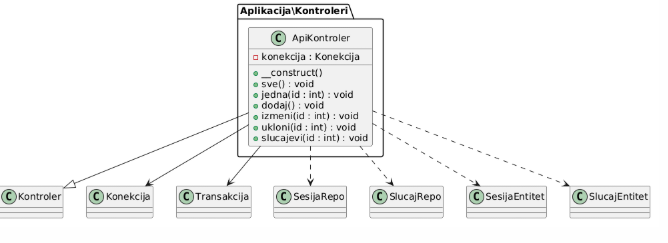 Aplikacija\Kontroleri
C ApiKontroler
konekcija : Konekcija
__construct()
sve() : void
jedna(id : int) : void
dodaj() : void
izmeni(id : int) : void
ukloni(id : int) : void
slucajevi(id : int) : void
C Kontroler
C Konekcija
C Transakcija
C SesijaRepo
C SlucajRepo
C SesijaEntitet
C SlucajEntitet